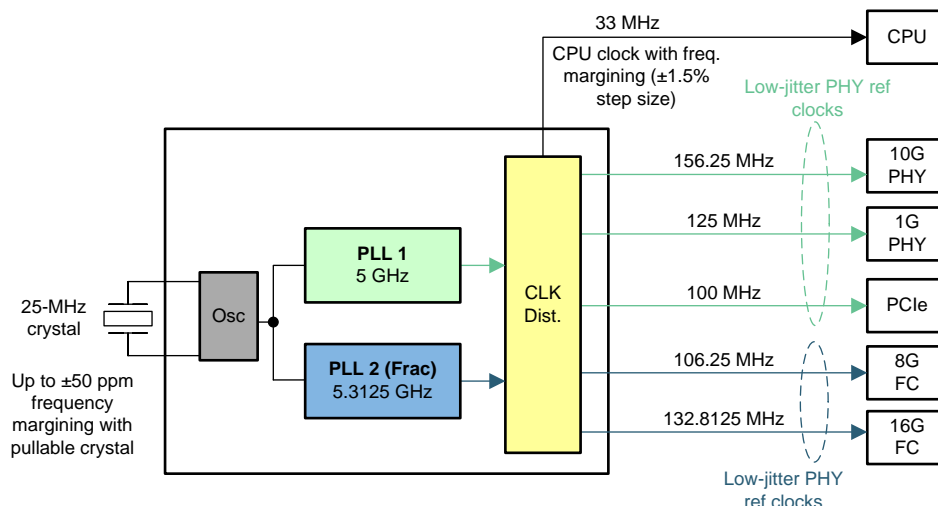 33 MHz
CPU
CPU clock with freq.
margining (±1.5%
step size)
Low-jitter PHY ref
clocks
156.25 MHz
10G
PHY
125 MHz
1G
PHY
PLL 1
5 GHz
25-MHz
crystal
Osc
CLK
Dist.
100 MHz
PCIe
PLL 2 (Frac)
5.3125 GHz
106.25 MHz
8G
FC
Up to ±50 ppm
frequency
margining with
pullable crystal
132.8125 MHz
16G
FC
Low-jitter PHY
ref clocks